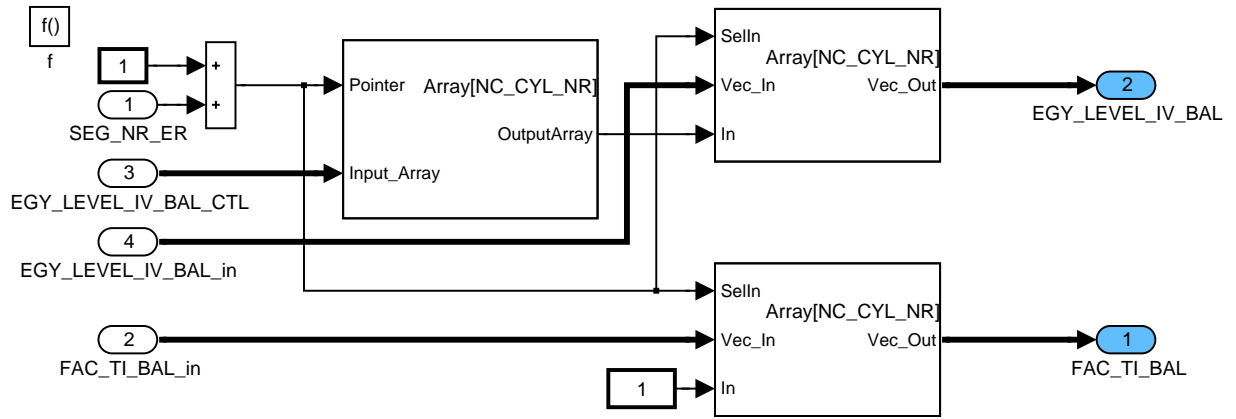 f()
f
1
+
+
1
SEG_NR_ER
3
EGY_LEVEL_IV_BAL_CTL
4
EGY_LEVEL_IV_BAL_in
2
FAC_TI_BAL_in
Pointer
Array[NC_CYL_NR]
OutputArray
Input_Array
SelIn
Array[NC_CYL_NR]
Vec_In
Vec_Out
In
2
EGY_LEVEL_IV_BAL
SelIn
Array[NC_CYL_NR]
Vec_In
Vec_Out
In
1
1
FAC_TI_BAL